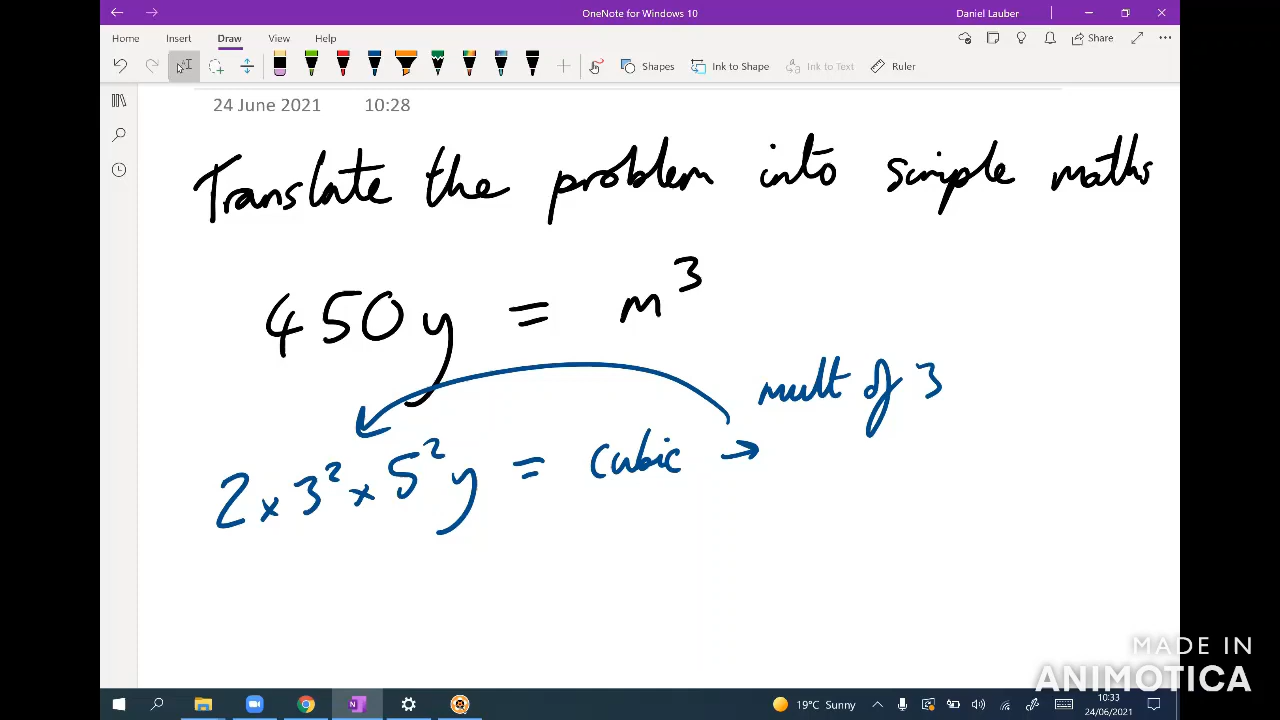 OneNote for Windows 10
Daniel Lauber
Home Insert Draw View Help
Share
Shapes
Ink to Shape
Ink to Text
Ruler
24 June 2021 10:28
Translate the problem into simple maths
450y = m³
mult of 3
2 × 3² × 5² y = cubic →
MADE IN
ANIMOTICA
19°C Sunny
10:33
24/06/2021